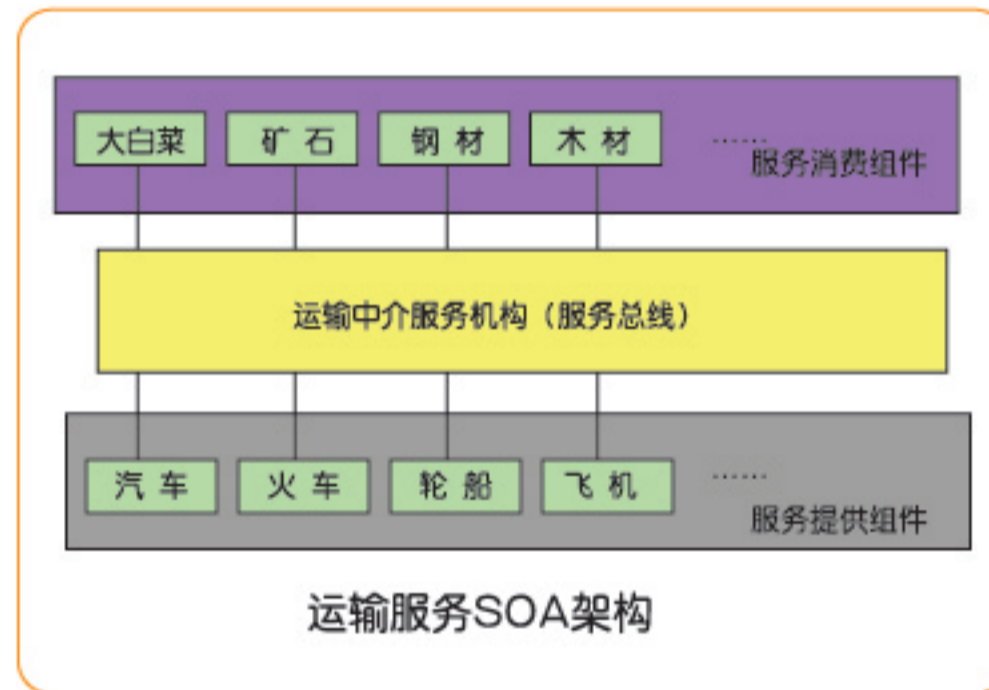 大白菜 矿石 钢材 木材 ……
服务消费组件
运输中介服务机构（服务总线）
汽车 火车 轮船 飞机 ……
服务提供组件
运输服务SOA架构